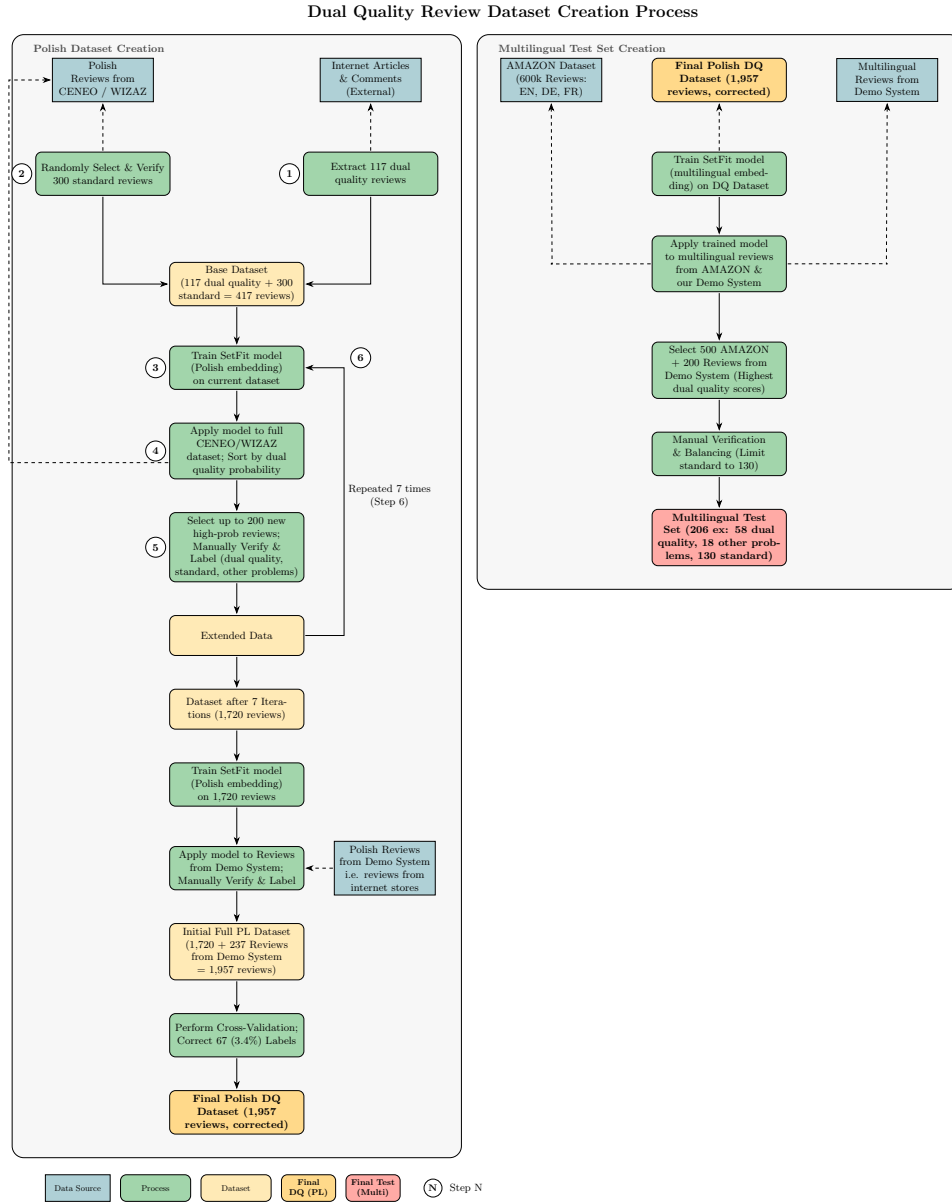 Dual Quality Review Dataset Creation Process
Polish Dataset Creation
Polish
Reviews from
CENEO / WIZAZ
Internet Articles
& Comments
(External)
2
Randomly Select & Verify
300 standard reviews
1
Extract 117 dual
quality reviews
Base Dataset
(117 dual quality + 300
standard = 417 reviews)
3
Train SetFit model
(Polish embedding)
on current dataset
6
4
Apply model to full
CENEO/WIZAZ
dataset; Sort by dual
quality probability
Repeated 7 times
(Step 6)
5
Select up to 200 new
high-prob reviews;
Manually Verify &
Label (dual quality,
standard, other problems)
Extended Data
Dataset after 7 Itera-
tions (1,720 reviews)
Train SetFit model
(Polish embedding)
on 1,720 reviews
Apply model to Reviews
from Demo System;
Manually Verify & Label
Polish Reviews
from Demo System
i.e. reviews from
internet stores
Initial Full PL Dataset
(1,720 + 237 Reviews
from Demo System
= 1,957 reviews)
Perform Cross-Validation;
Correct 67 (3.4%) Labels
Final Polish DQ
Dataset (1,957
reviews, corrected)
Multilingual Test Set Creation
AMAZON Dataset
(600k Reviews:
EN, DE, FR)
Final Polish DQ
Dataset (1,957
reviews, corrected)
Multilingual
Reviews from
Demo System
Train SetFit model
(multilingual embed-
ding) on DQ Dataset
Apply trained model
to multilingual reviews
from AMAZON &
our Demo System
Select 500 AMAZON
+ 200 Reviews from
Demo System (Highest
dual quality scores)
Manual Verification
& Balancing (Limit
standard to 130)
Multilingual Test
Set (206 ex: 58 dual
quality, 18 other prob-
lems, 130 standard)
Data Source
Process
Dataset
Final
DQ (PL)
Final Test
(Multi)
N Step N